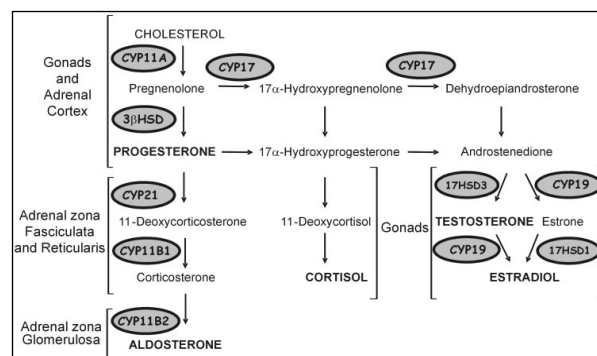 CHOLESTEROL
CYP11A
CYP17
CYP17
Gonads
and
Adrenal
Cortex
Pregnenolone
17α-Hydroxypregnenolone
Dehydroepiandrosterone
3βHSD
PROGESTERONE
17α-Hydroxyprogesterone
Androstenedione
CYP21
17HSD3
CYP19
Adrenal zona
Fasciculata
and Reticularis
11-Deoxycorticosterone
11-Deoxycortisol
Gonads
TESTOSTERONE
Estrone
CYP11B1
CYP19
17HSD1
Corticosterone
CORTISOL
ESTRADIOL
Adrenal zona
Glomerulosa
CYP11B2
ALDOSTERONE